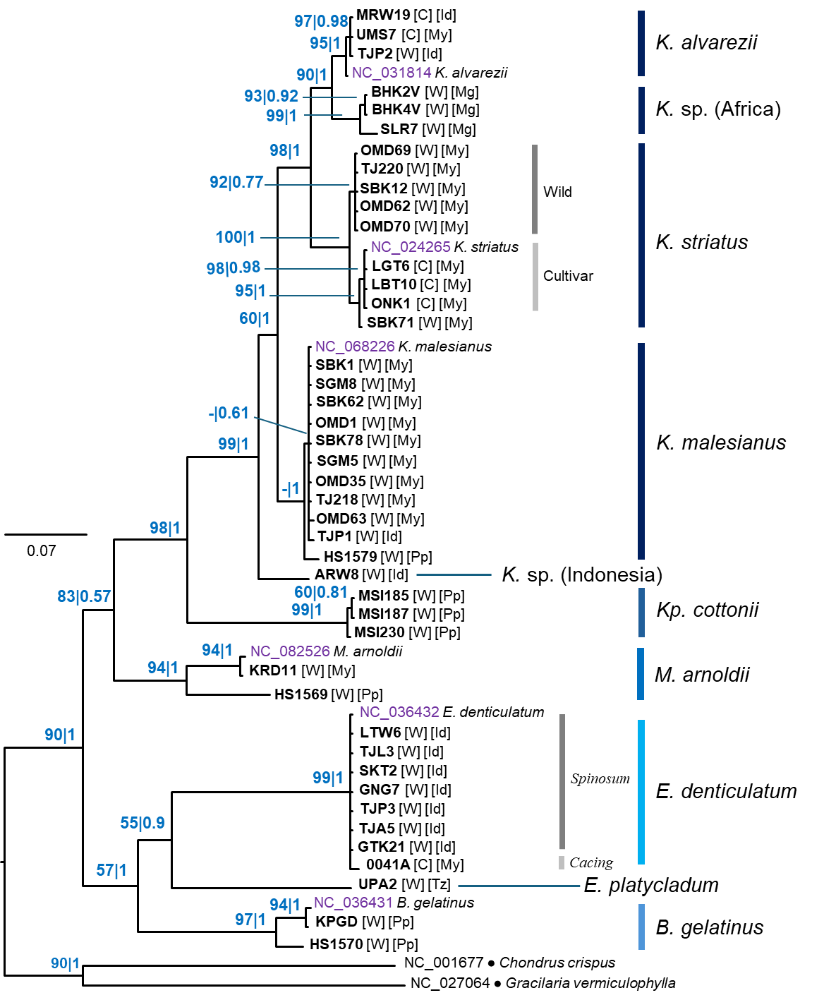 MRW19 [C] [Id]
97|0.98
UMS7 [C] [My]
95|1
K. alvarezii
TJP2 [W] [Id]
NC_031814 K. alvarezii
90|1
BHK2V [W] [Mg]
93|0.92
BHK4V [W] [Mg]
K. sp. (Africa)
99|1
SLR7 [W] [Mg]
98|1
OMD69 [W] [My]
TJ220 [W] [My]
92|0.77
SBK12 [W] [My]
Wild
OMD62 [W] [My]
OMD70 [W] [My]
100|1
K. striatus
NC_024265 K. striatus
98|0.98
LGT6 [C] [My]
Cultivar
LBT10 [C] [My]
95|1
ONK1 [C] [My]
60|1
SBK71 [W] [My]
NC_068226 K. malesianus
SBK1 [W] [My]
SGM8 [W] [My]
SBK62 [W] [My]
-|0.61
OMD1 [W] [My]
SBK78 [W] [My]
K. malesianus
99|1
SGM5 [W] [My]
OMD35 [W] [My]
-|1
TJ218 [W] [My]
OMD63 [W] [My]
98|1
TJP1 [W] [Id]
0.07
HS1579 [W] [Pp]
ARW8 [W] [Id]
K. sp. (Indonesia)
60|0.81
MSI185 [W] [Pp]
83|0.57
99|1
MSI187 [W] [Pp]
Kp. cottonii
MSI230 [W] [Pp]
94|1
NC_082526 M. arnoldii
94|1
KRD11 [W] [My]
M. arnoldii
HS1569 [W] [Pp]
NC_036432 E. denticulatum
90|1
LTW6 [W] [Id]
TJL3 [W] [Id]
SKT2 [W] [Id]
99|1
Spinosum
GNG7 [W] [Id]
E. denticulatum
TJP3 [W] [Id]
55|0.9
TJA5 [W] [Id]
GTK21 [W] [Id]
0041A [C] [My]
Cacing
57|1
UPA2 [W] [Tz]
E. platycladum
94|1
NC_036431 B. gelatinus
97|1
KPGD [W] [Pp]
B. gelatinus
HS1570 [W] [Pp]
90|1
NC_001677 ● Chondrus crispus
NC_027064 ● Gracilaria vermiculophylla